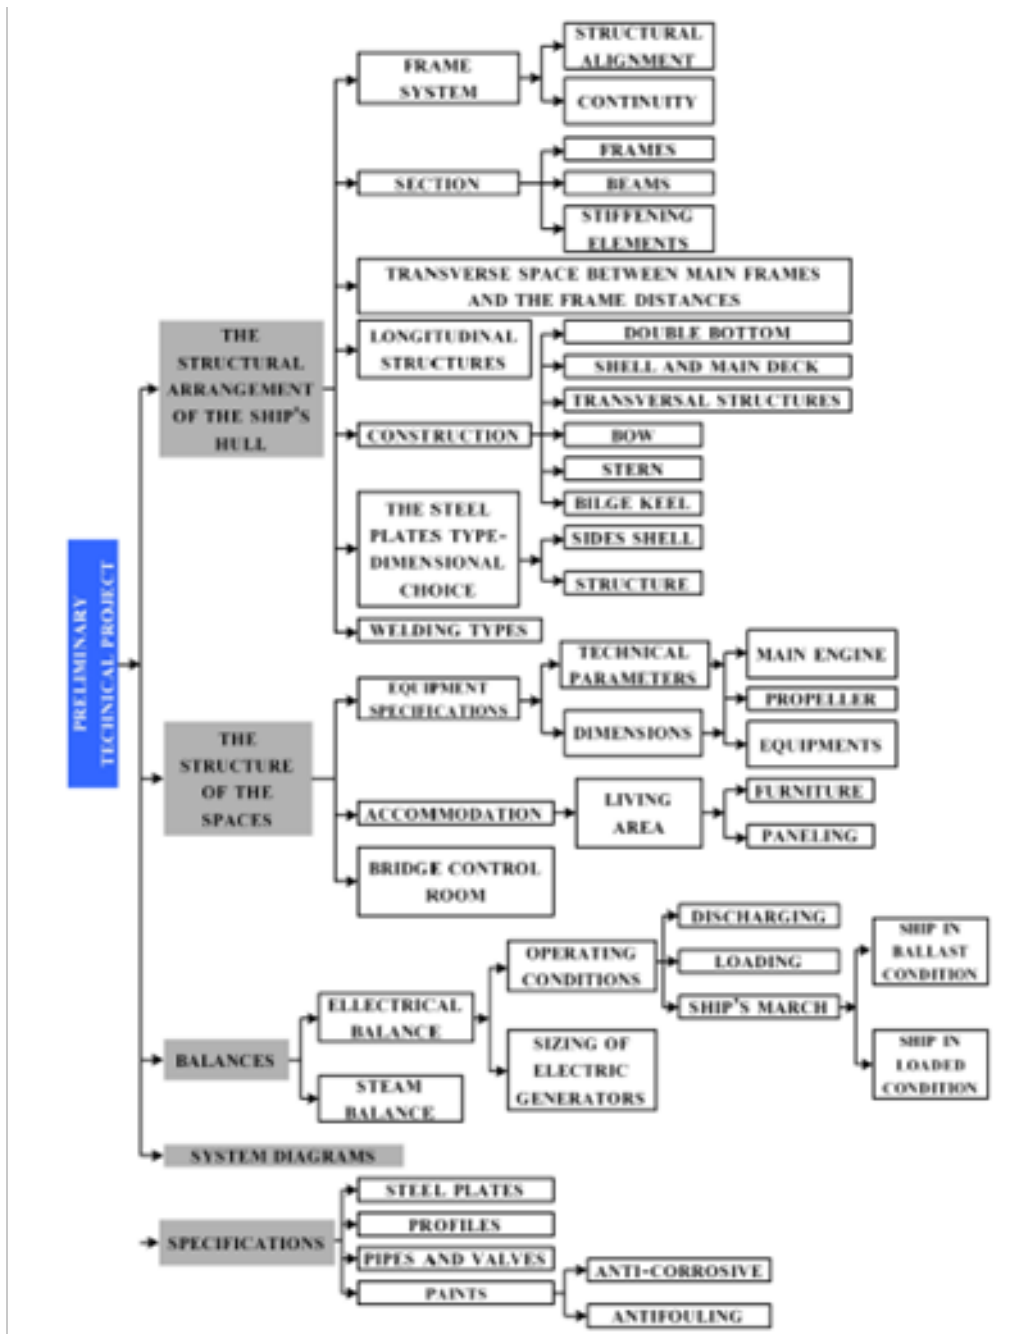 PRELIMINARY
TECHNICAL PROJECT
THE
STRUCTURAL
ARRANGEMENT
OF THE SHIP'S
HULL
FRAME
SYSTEM
STRUCTURAL
ALIGNMENT
CONTINUITY
SECTION
FRAMES
BEAMS
STIFFENING
ELEMENTS
TRANSVERSE SPACE BETWEEN MAIN FRAMES
AND THE FRAME DISTANCES
LONGITUDINAL
STRUCTURES
CONSTRUCTION
DOUBLE BOTTOM
SHELL AND MAIN DECK
TRANSVERSAL STRUCTURES
BOW
STERN
BILGE KEEL
THE STEEL
PLATES TYPE-
DIMENSIONAL
CHOICE
SIDES SHELL
STRUCTURE
WELDING TYPES
THE
STRUCTURE
OF THE
SPACES
EQUIPMENT
SPECIFICATIONS
TECHNICAL
PARAMETERS
DIMENSIONS
MAIN ENGINE
PROPELLER
EQUIPMENTS
ACCOMMODATION
LIVING
AREA
FURNITURE
PANELING
BRIDGE CONTROL
ROOM
BALANCES
ELLECTRICAL
BALANCE
OPERATING
CONDITIONS
DISCHARGING
LOADING
SHIP'S MARCH
SHIP IN
BALLAST
CONDITION
SHIP IN
LOADED
CONDITION
SIZING OF
ELECTRIC
GENERATORS
STEAM
BALANCE
SYSTEM DIAGRAMS
SPECIFICATIONS
STEEL PLATES
PROFILES
PIPES AND VALVES
PAINTS
ANTI-CORROSIVE
ANTIFOULING